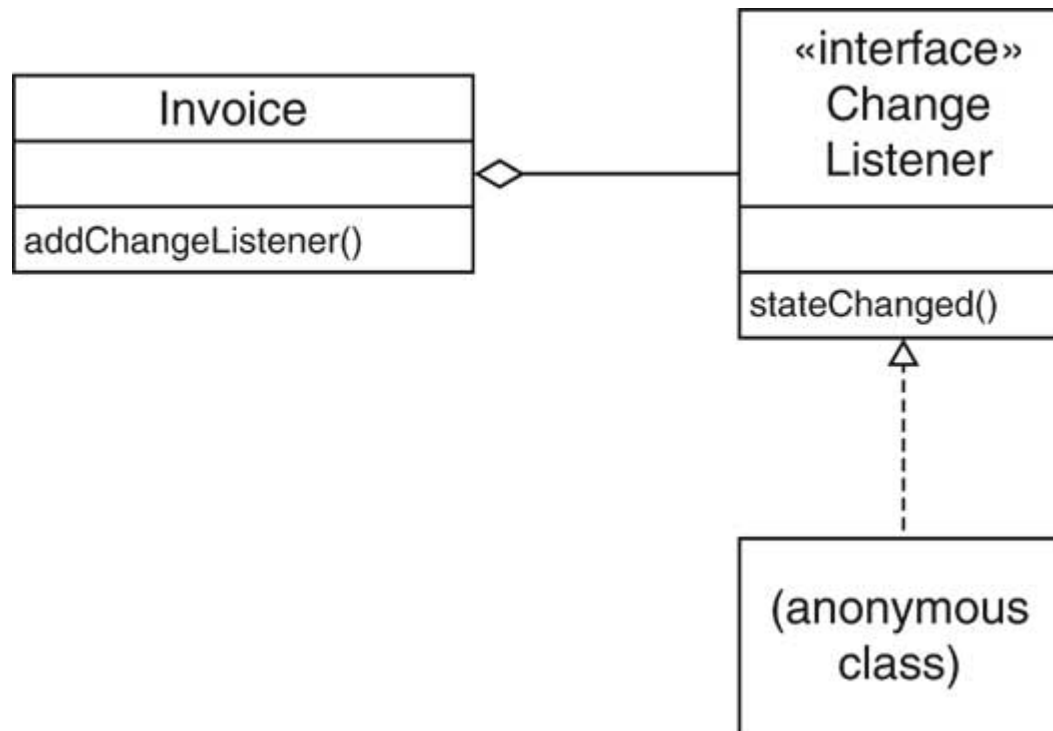 Invoice
addChangeListener()
«interface»
Change
Listener
stateChanged()
(anonymous
class)